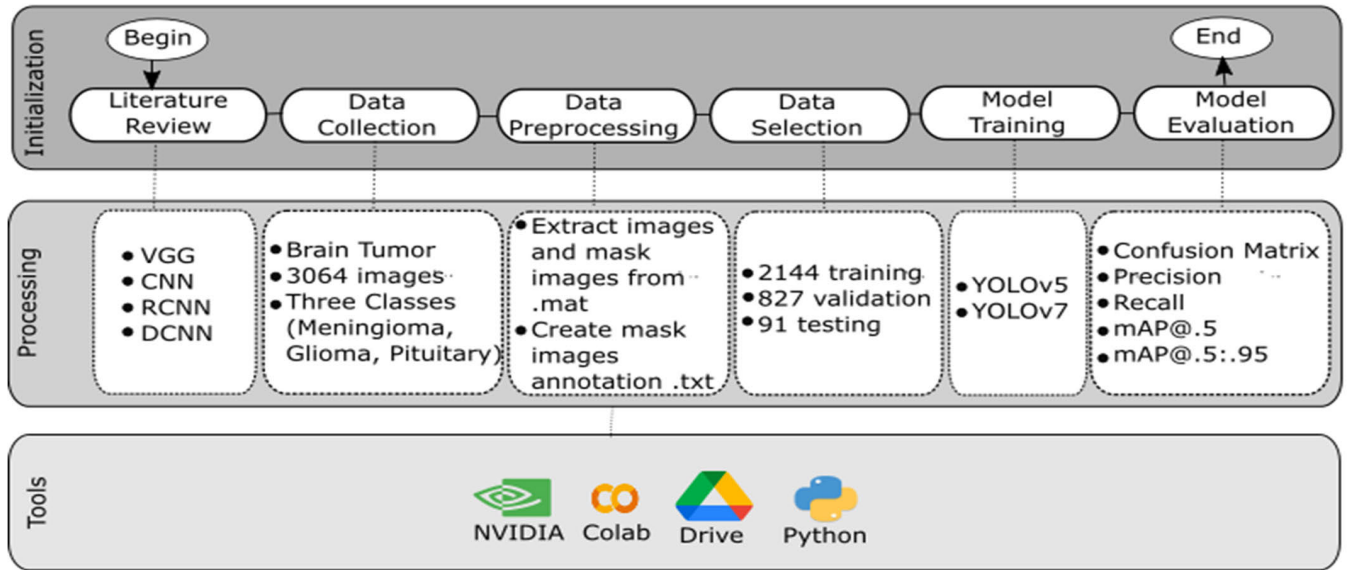 Initialization
Begin
End
Literature
Review
Data
Collection
Data
Preprocessing
Data
Selection
Model
Training
Model
Evaluation
Processing
• VGG
• CNN
• RCNN
• DCNN
• Brain Tumor
• 3064 images
• Three Classes
(Meningioma,
Glioma, Pituitary)
• Extract images
and mask
images from
.mat
• Create mask
images
annotation .txt
• 2144 training
• 827 validation
• 91 testing
• YOLOv5
• YOLOv7
• Confusion Matrix
• Precision
• Recall
• mAP@.5
• mAP@.5:.95
Tools
NVIDIA
Colab
Drive
Python